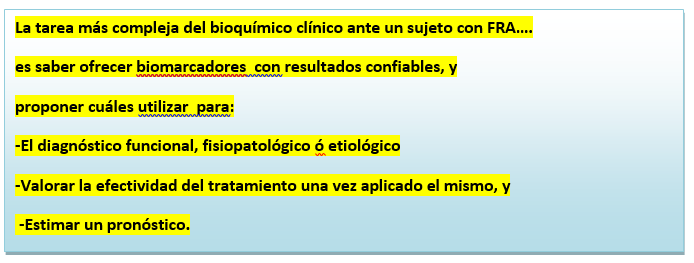 La tarea más compleja del bioquímico clínico ante un sujeto con FRA....
es saber ofrecer biomarcadores  con resultados confiables, y
proponer cuáles utilizar  para:
-El diagnóstico funcional, fisiopatológico ó etiológico
-Valorar la efectividad del tratamiento una vez aplicado el mismo, y
-Estimar un pronóstico.